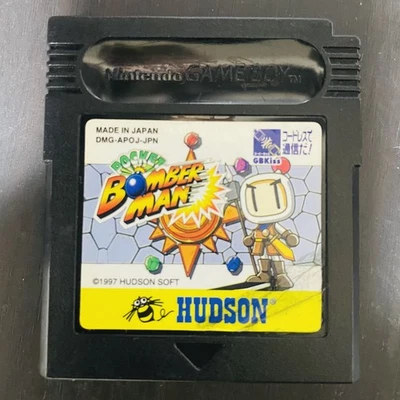 Nintendo GAME BOY TM
MADE IN JAPAN
DMG-APOJ-JPN
コードレスで
通信だ!
GBKiss
POCKET
BOMBER
MAN
©1997 HUDSON SOFT
HUDSON®